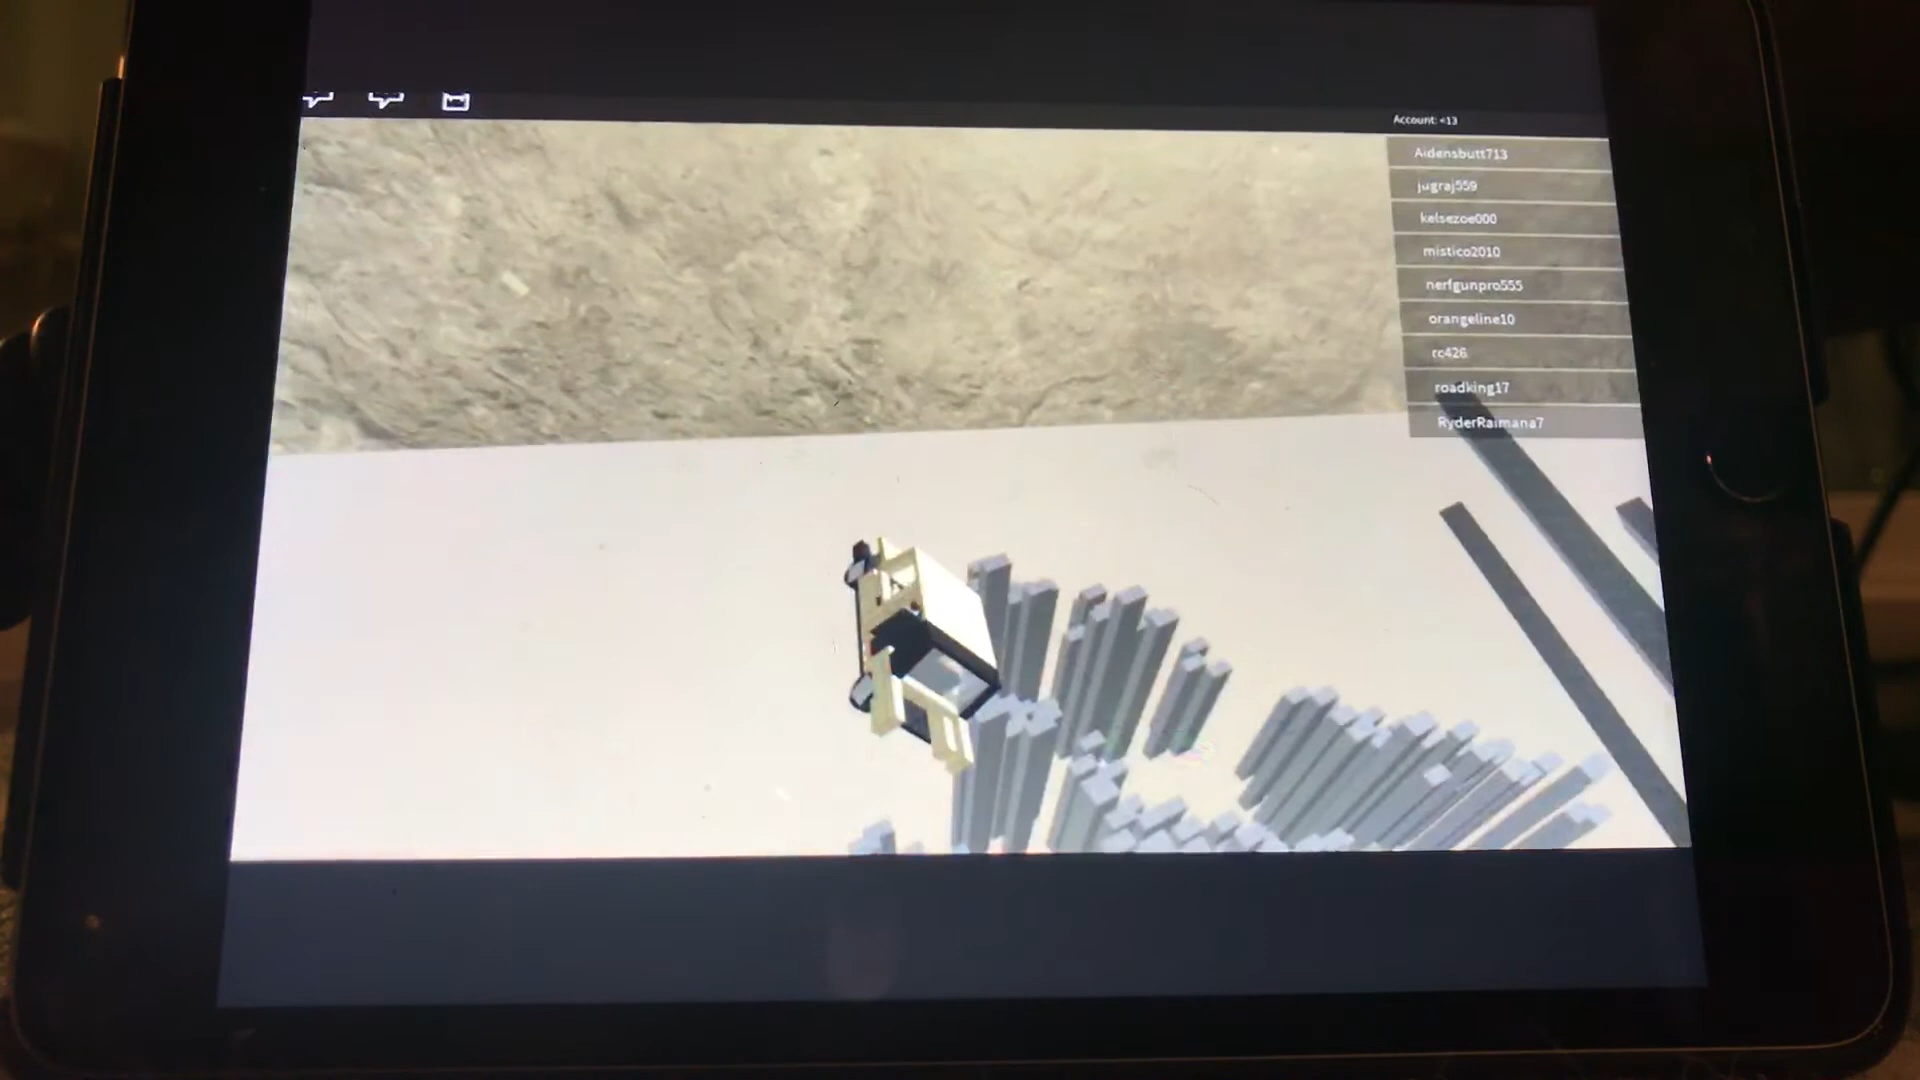 Account: <13
Aidensbutt713
jugraj559
kelsezoe000
mistico2010
nerfgunpro555
orangeline10
rc426
roadking17
RyderRaimana7